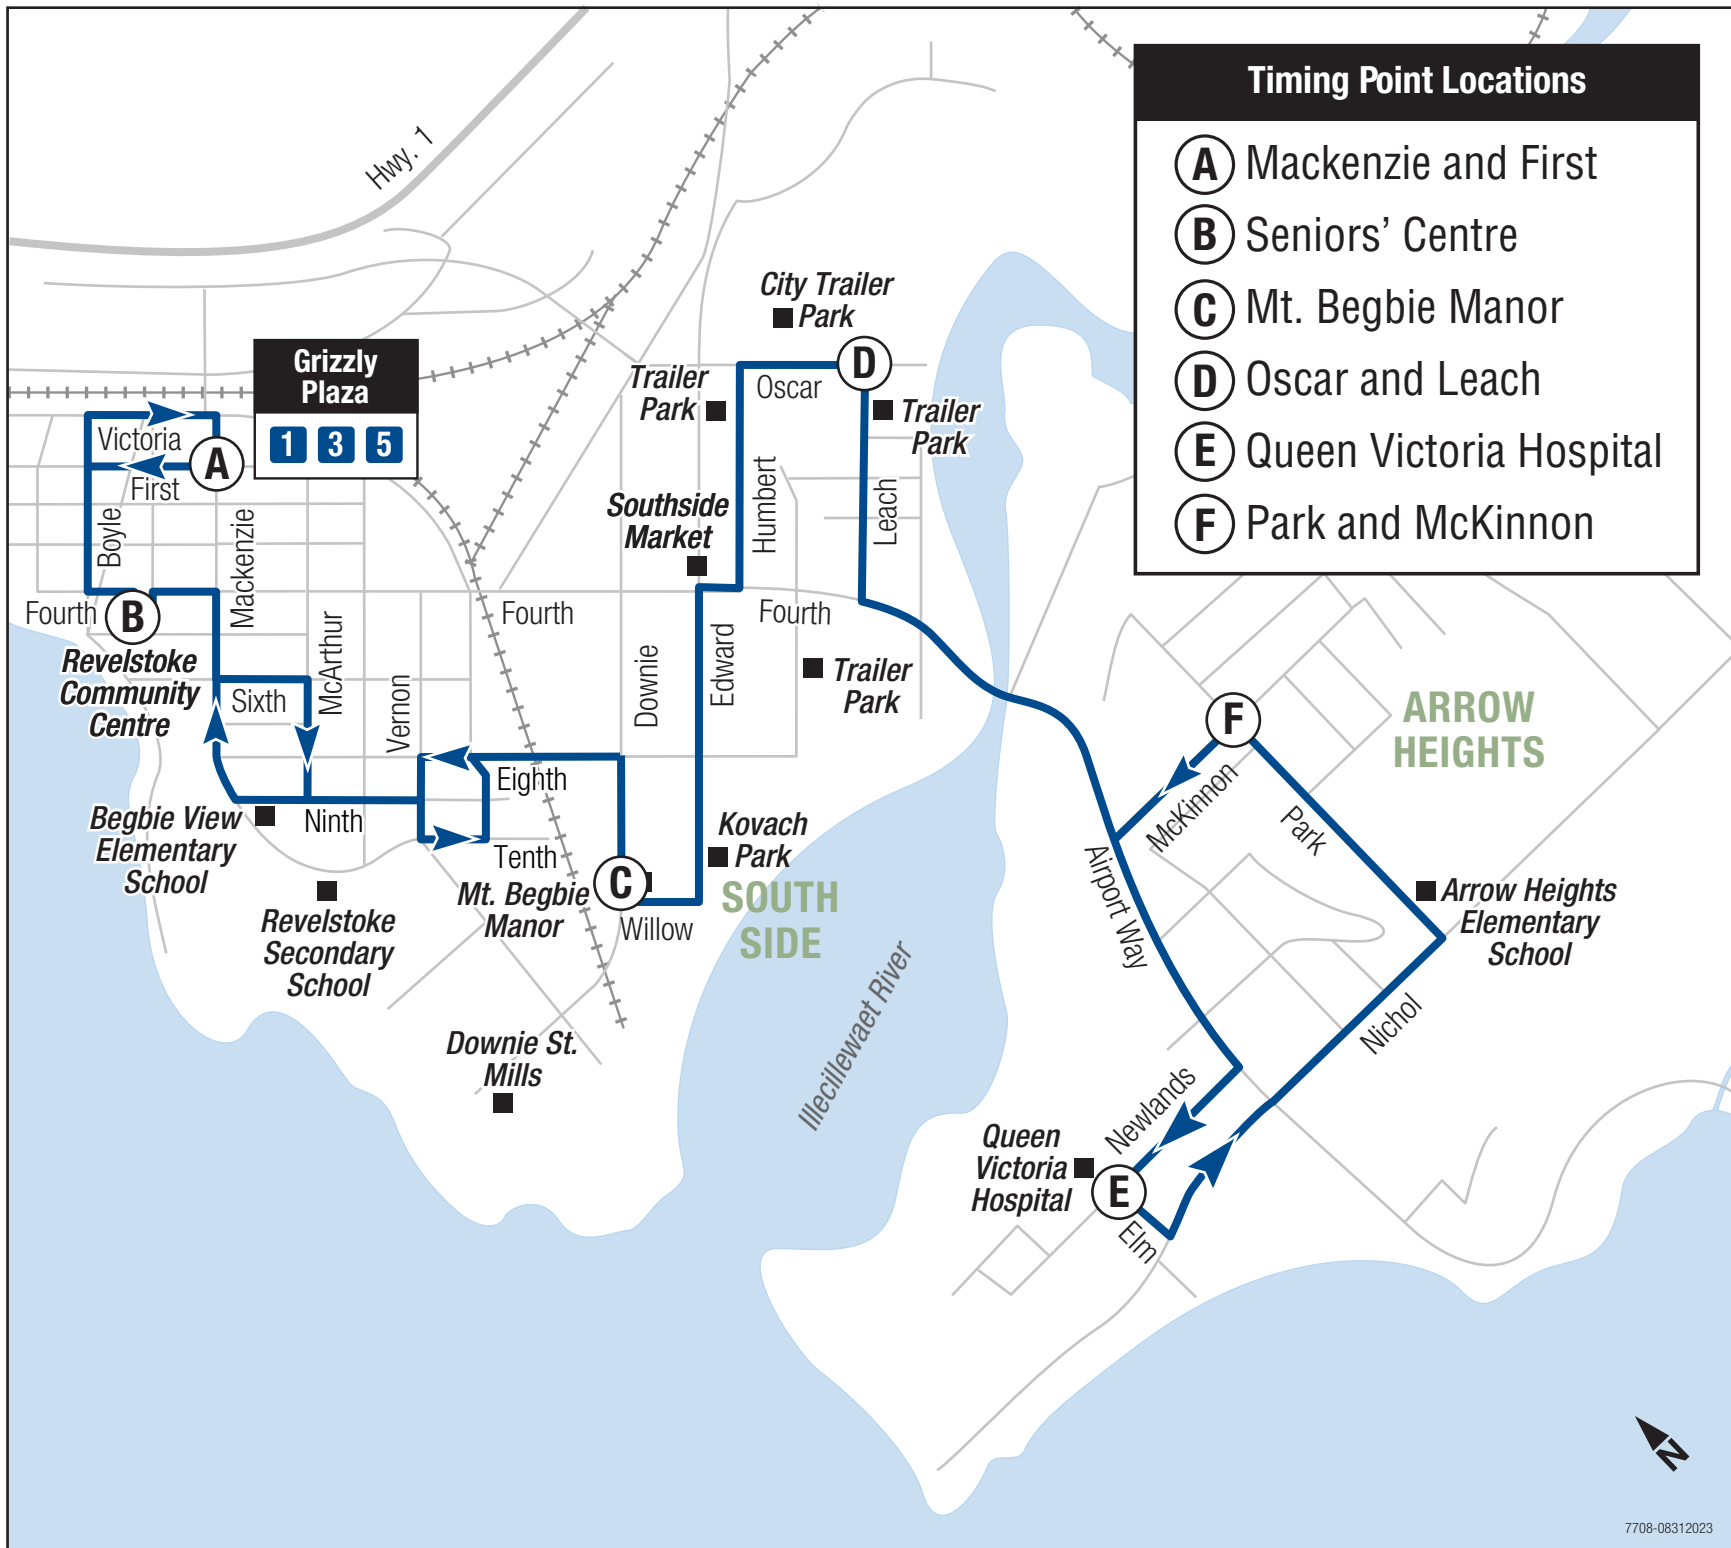 Timing Point Locations
A Mackenzie and First
B Seniors' Centre
C Mt. Begbie Manor
D Oscar and Leach
E Queen Victoria Hospital
F Park and McKinnon
Hwy. 1
Grizzly
Plaza
1 3 5
City Trailer
Park
D
Trailer
Park
Oscar
Trailer
Park
Victoria
A
First
Boyle
Mackenzie
Southside
Market
Humbert
Leach
Fourth
B
Fourth
Fourth
Revelstoke
Community
Centre
Sixth
McArthur
Vernon
Downie
Edward
Trailer
Park
Eighth
Ninth
Tenth
Begbie View
Elementary
School
Revelstoke
Secondary
School
Mt. Begbie
Manor
C
Willow
Kovach
Park
SOUTH
SIDE
Downie St.
Mills
Illecillewaet River
F
ARROW
HEIGHTS
McKinnon
Park
Airport Way
Arrow Heights
Elementary
School
Nichol
Newlands
Queen
Victoria
Hospital
E
Elm
N
7708-08312023